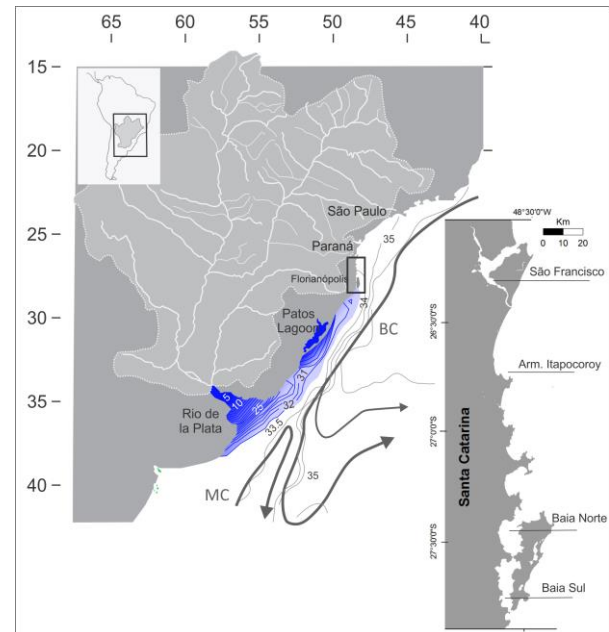 65 60 55 50 45 40
15
20
25
30
35
40
São Paulo
Paraná
Florianópolis
Patos
Lagoon
Rio de
la Plata
5
10
25
31
32
33.5
34
35
35
BC
MC
48°30'0"W
Km
0 10 20
São Francisco
26°30'0"S
Arm. Itapocoroy
27°0'0"S
Santa Catarina
Baia Norte
27°30'0"S
Baia Sul